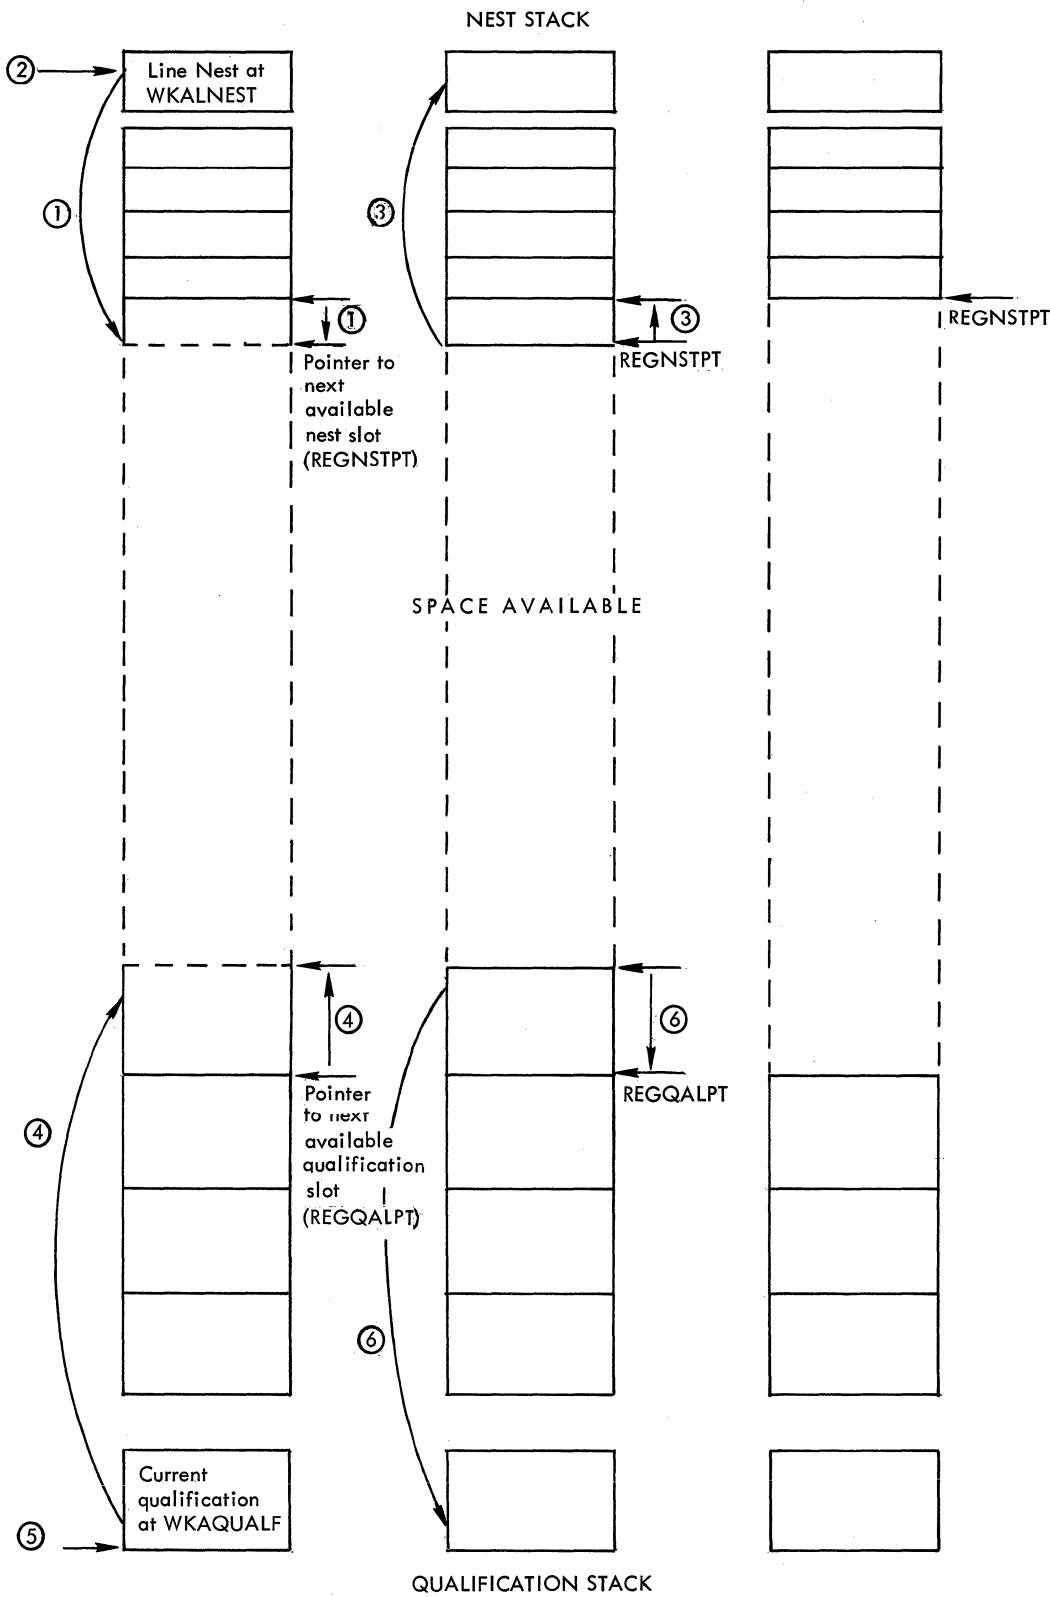 NEST STACK
②
Line Nest at
WKALNEST
①
③
①
③
REGNSTPT
REGNSTPT
Pointer to
next
available
nest slot
(REGNSTPT)
SPACE AVAILABLE
④
⑥
Pointer
to next
available
qualification
slot
(REGQALPT)
REGQALPT
④
⑥
Current
qualification
at WKAQUALF
⑤
QUALIFICATION STACK